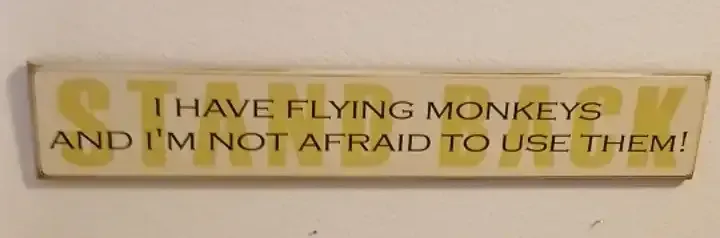 STAND BACK
I HAVE FLYING MONKEYS
AND I'M NOT AFRAID TO USE THEM!